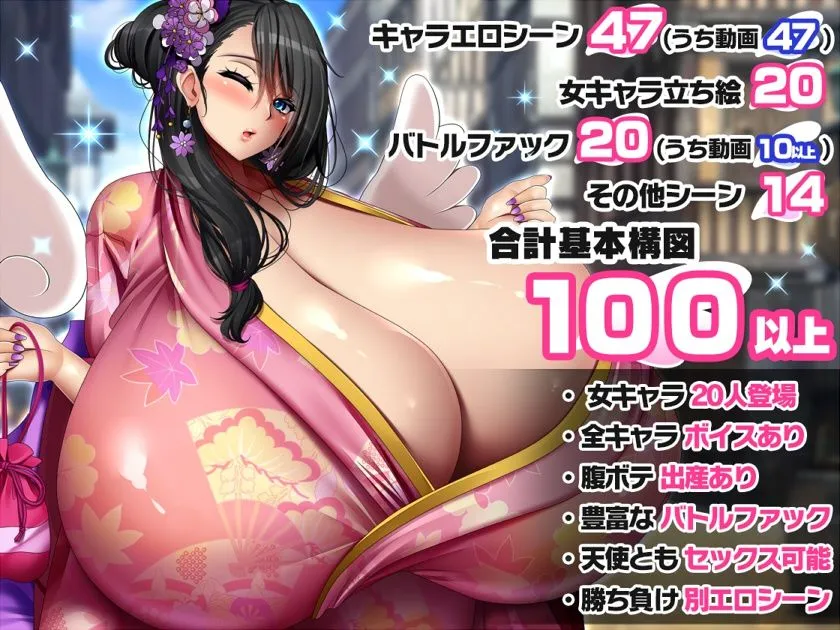 キャラエロシーン 47 (うち動画 47)
女キャラ立ち絵 20
バトルファック 20 (うち動画 10以上)
その他シーン 14
合計基本構図
100以上
・女キャラ 20人登場
・全キャラ ボイスあり
・腹ボテ 出産あり
・豊富な バトルファック
・天使とも セックス可能
・勝ち負け 別エロシーン